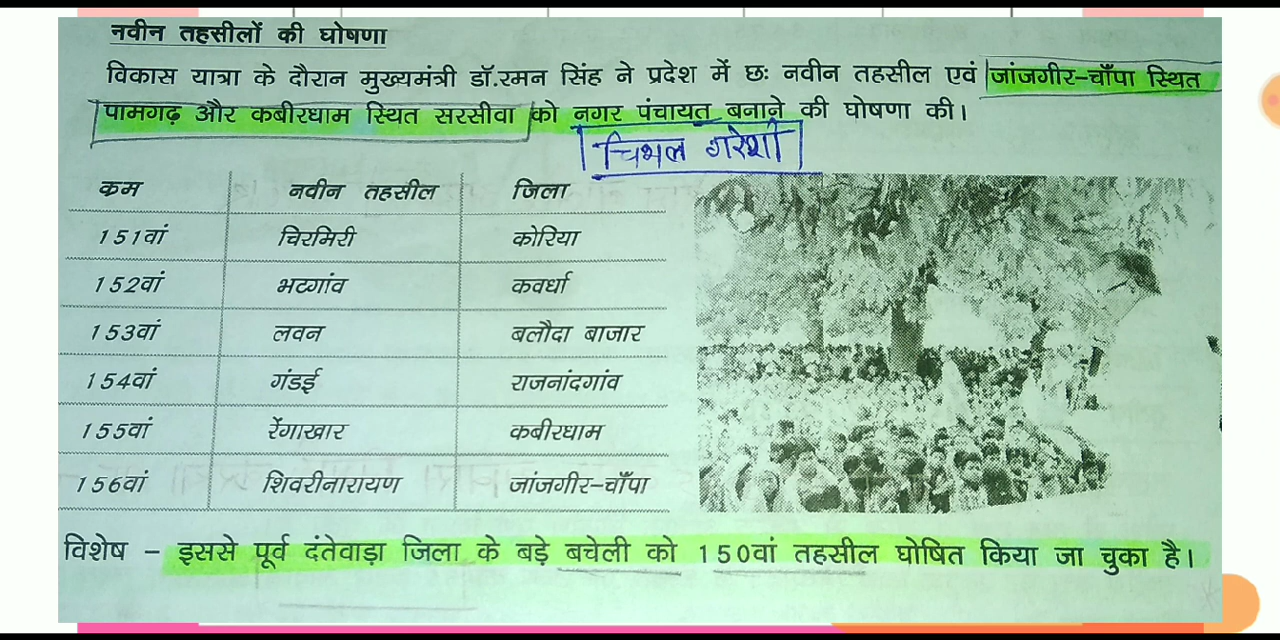 नवीन तहसीलों की घोषणा
विकास यात्रा के दौरान मुख्यमंत्री डॉ.रमन सिंह ने प्रदेश में छः नवीन तहसील एवं जांजगीर-चाँपा स्थित
पामगढ़ और कबीरधाम स्थित सरसीवा को नगर पंचायत बनाने की घोषणा की।
क्रम नवीन तहसील जिला
151वां चिरमिरी कोरिया
152वां भटगांव कवर्धा
153वां लवन बलौदा बाजार
154वां गंडई राजनांदगांव
155वां रेंगाखार कबीरधाम
156वां शिवरीनारायण जांजगीर-चाँपा
विशेष - इससे पूर्व दंतेवाड़ा जिला के बड़े बचेली को 150वां तहसील घोषित किया जा चुका है।